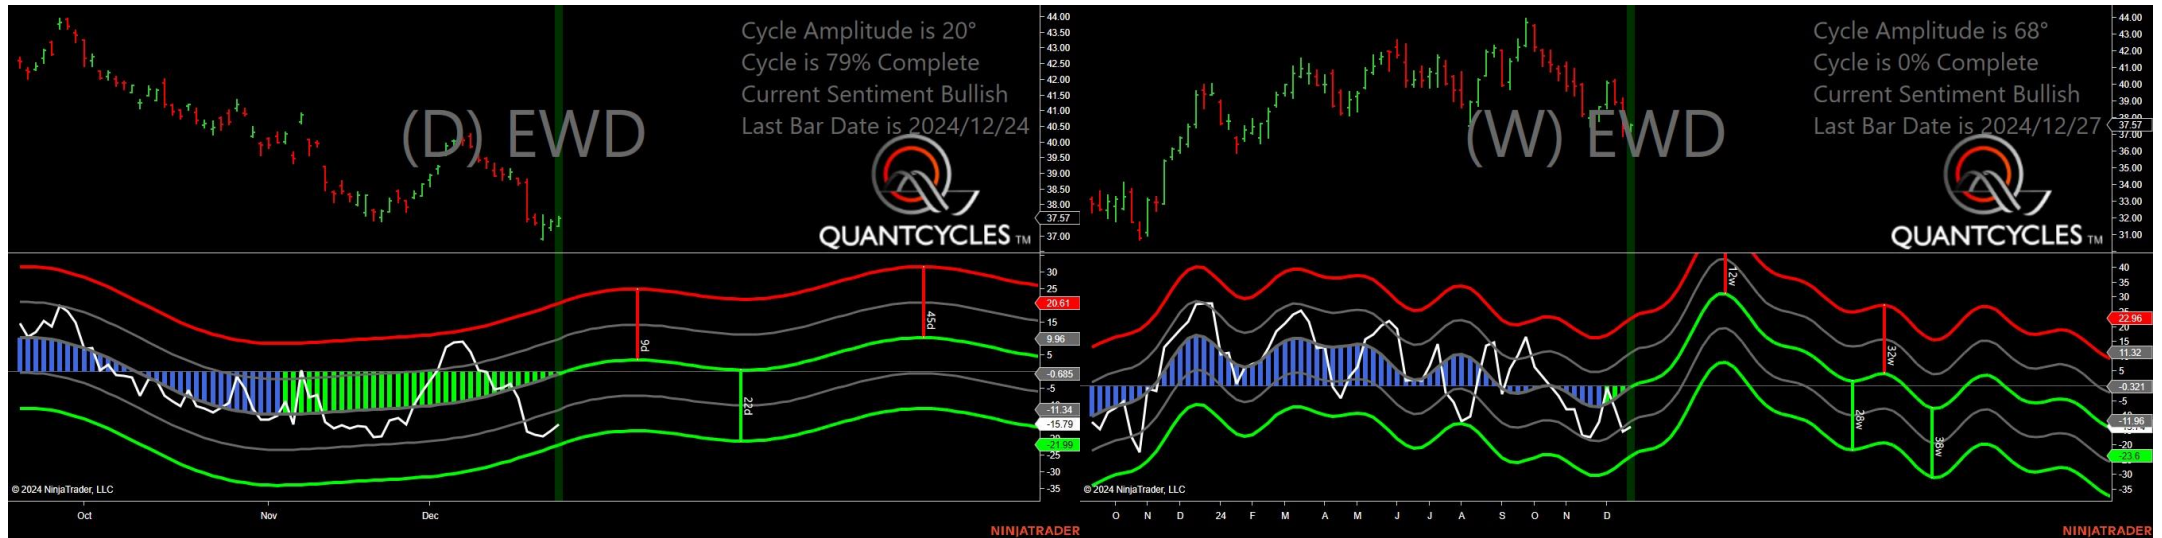 Cycle Amplitude is 20°
Cycle is 79% Complete
Current Sentiment Bullish
Last Bar Date is 2024/12/24
(D) EWD
QUANTCYCLES TM
44.00
43.50
43.00
42.50
42.00
41.50
41.00
40.50
40.00
39.50
39.00
38.50
38.00
37.57
37.00
30
25
20.61
15
9.96
5
-0.685
-5
-11.34
-15.79
-21.99
-25
-30
-35
9d
22d
45d
© 2024 NinjaTrader, LLC
Oct
Nov
Dec
NINJATRADER
Cycle Amplitude is 68°
Cycle is 0% Complete
Current Sentiment Bullish
Last Bar Date is 2024/12/27
(W) EWD
QUANTCYCLES TM
44.00
43.00
42.00
41.00
40.00
39.00
37.57
37.00
36.00
35.00
34.00
33.00
32.00
31.00
40
35
30
22.96
15
11.32
5
-0.321
-5
-11.96
-20
-23.6
-30
-35
12w
32w
28w
38w
© 2024 NinjaTrader, LLC
O N D 24 F M A M J J A S O N D
NINJATRADER